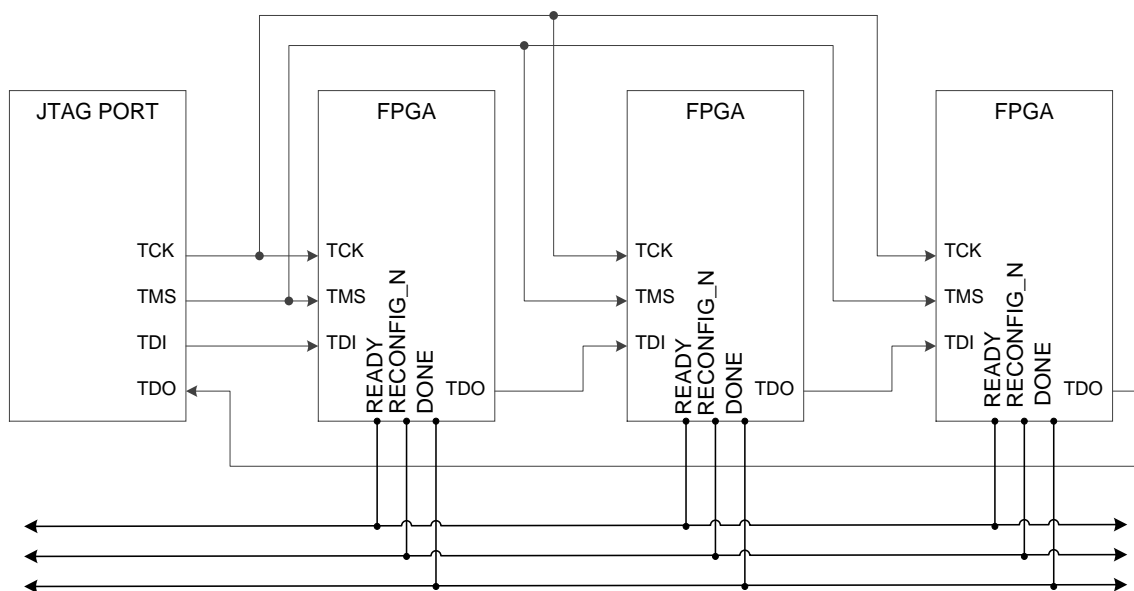 JTAG PORT
TCK
TMS
TDI
TDO
FPGA
TCK
TMS
TDI
READY
RECONFIG_N
DONE
TDO
FPGA
TCK
TMS
TDI
READY
RECONFIG_N
DONE
TDO
FPGA
TCK
TMS
TDI
READY
RECONFIG_N
DONE
TDO